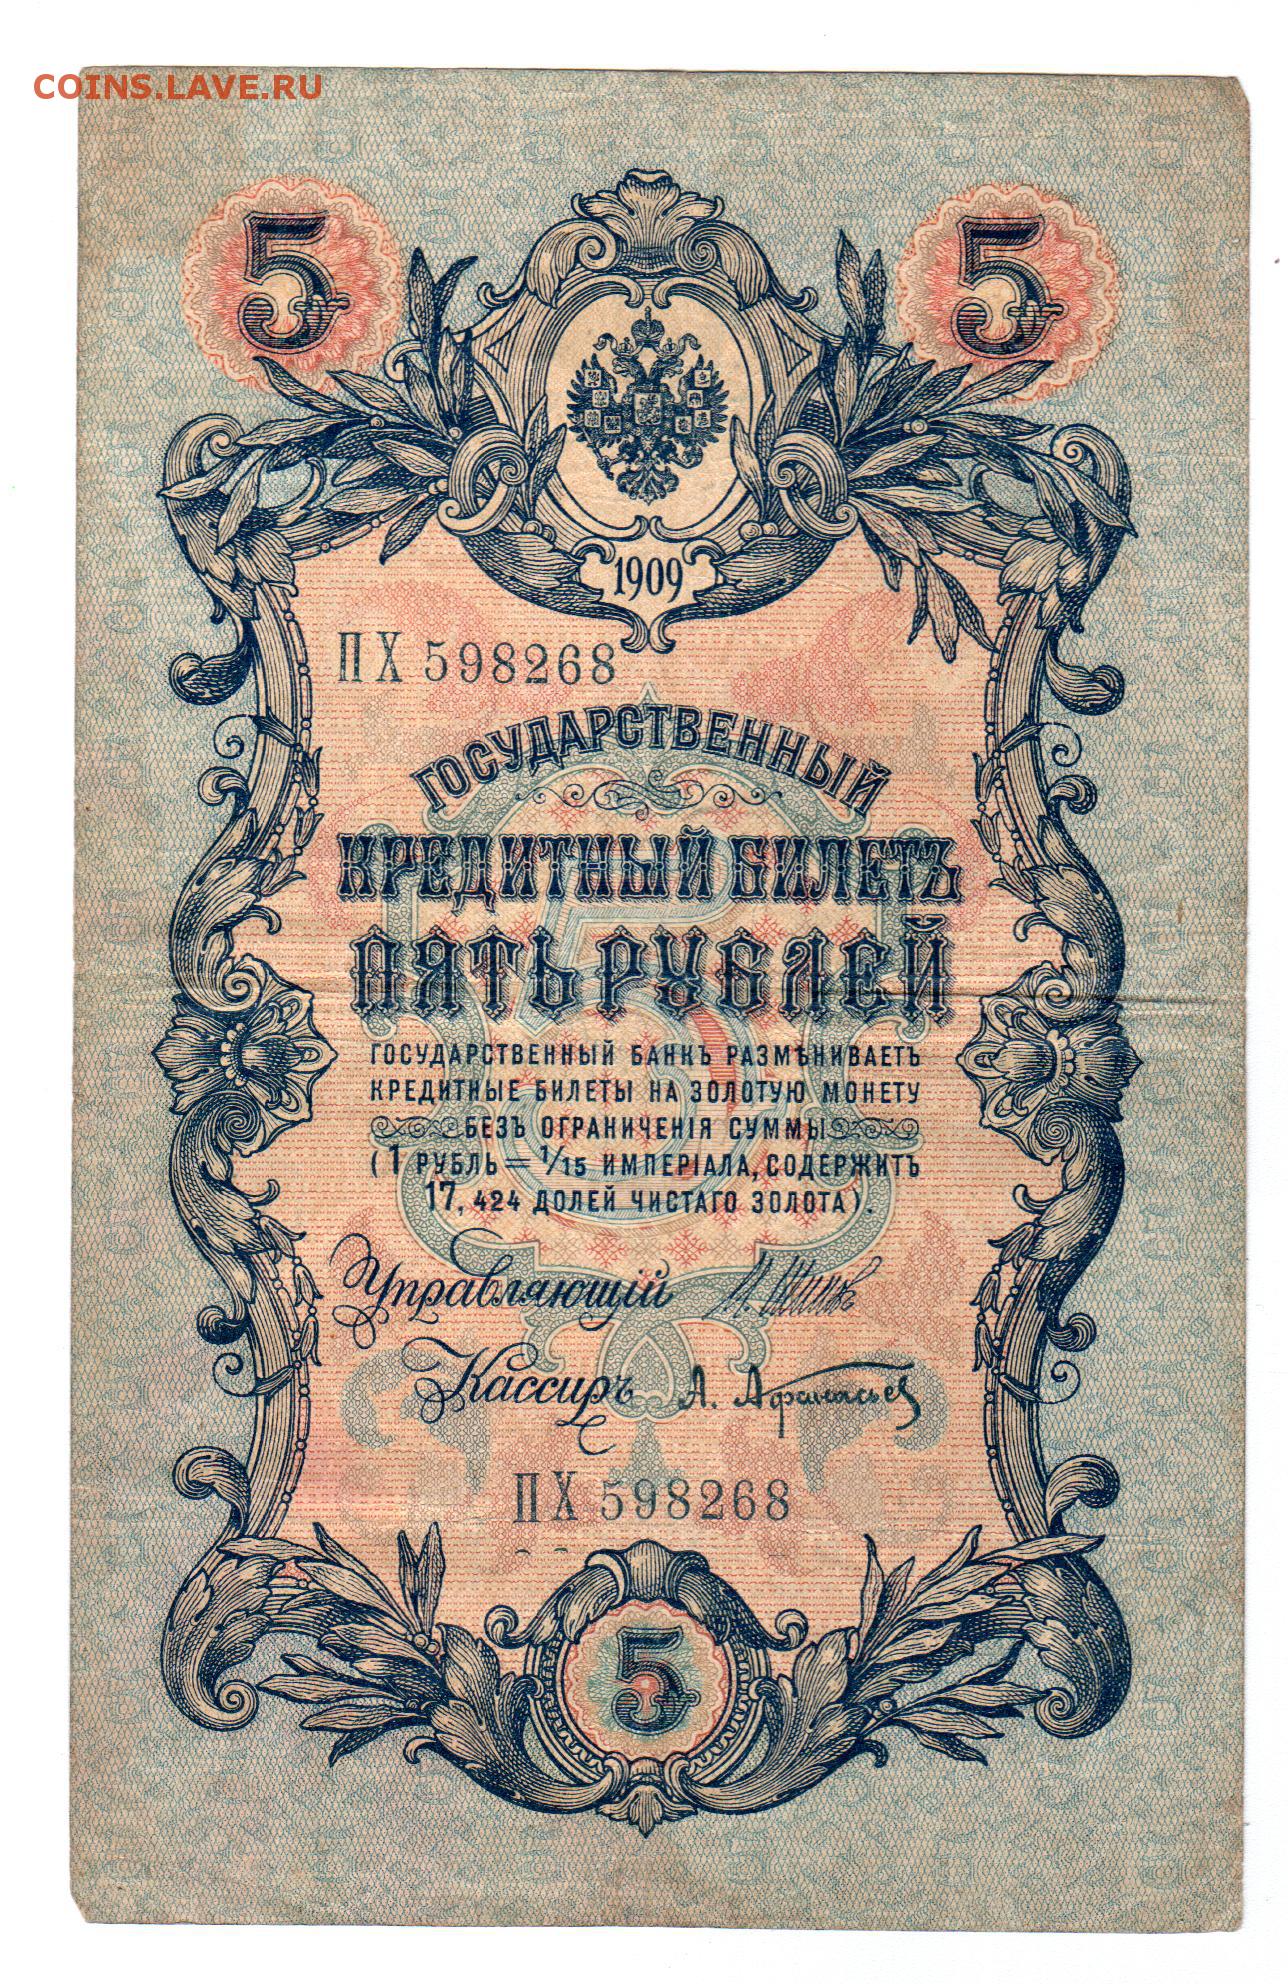 COINS.LAVE.RU
5 5
1909
ПХ 598268
ГОСУДАРСТВЕННЫЙ
КРЕДИТНЫЙ БИЛЕТЪ
ПЯТЬ РУБЛЕЙ
ГОСУДАРСТВЕННЫЙ БАНКЪ РАЗМѢНИВАЕТЪ
КРЕДИТНЫЕ БИЛЕТЫ НА ЗОЛОТУЮ МОНЕТУ
БЕЗЪ ОГРАНИЧЕНІЯ СУММЫ
(1 РУБЛЬ = 1/15 ИМПЕРІАЛА, СОДЕРЖИТЪ
17,424 ДОЛЕЙ ЧИСТАГО ЗОЛОТА).
Управляющій
Кассиръ А. Афанасьев
ПХ 598268
5